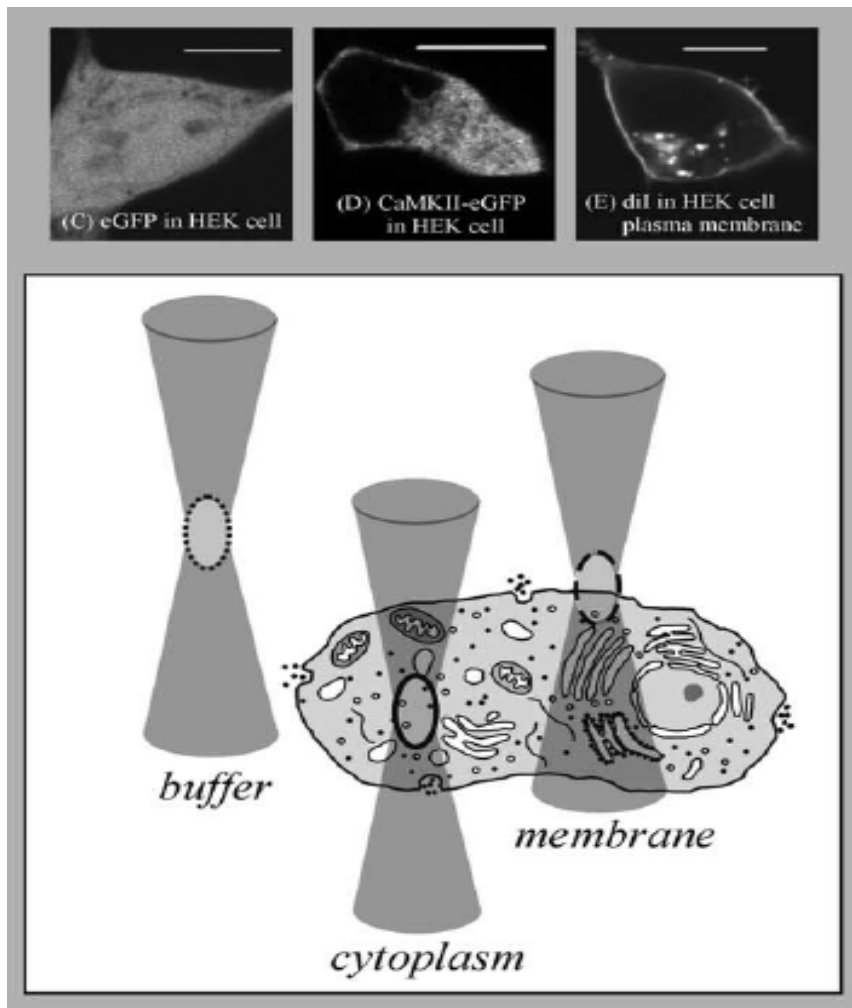 (C) eGFP in HEK cell
(D) CaMKII-eGFP
in HEK cell
(E) diI in HEK cell
plasma membrane
buffer
cytoplasm
membrane